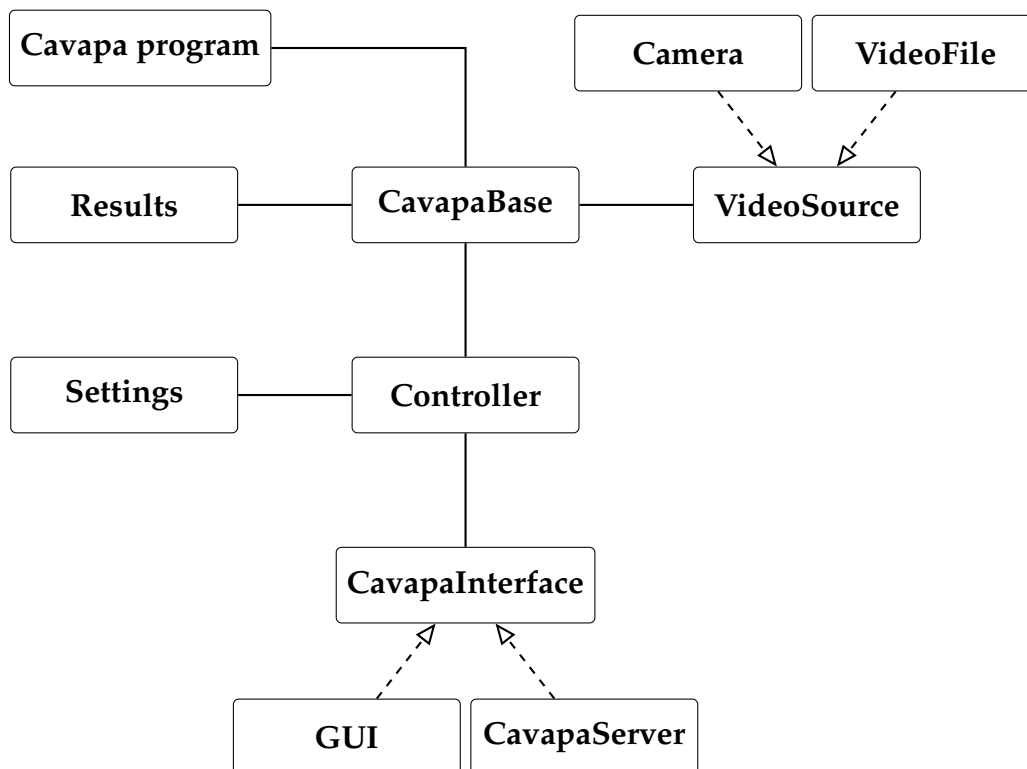 Cavapa program
Camera
VideoFile
Results
CavapaBase
VideoSource
Settings
Controller
CavapaInterface
GUI
CavapaServer